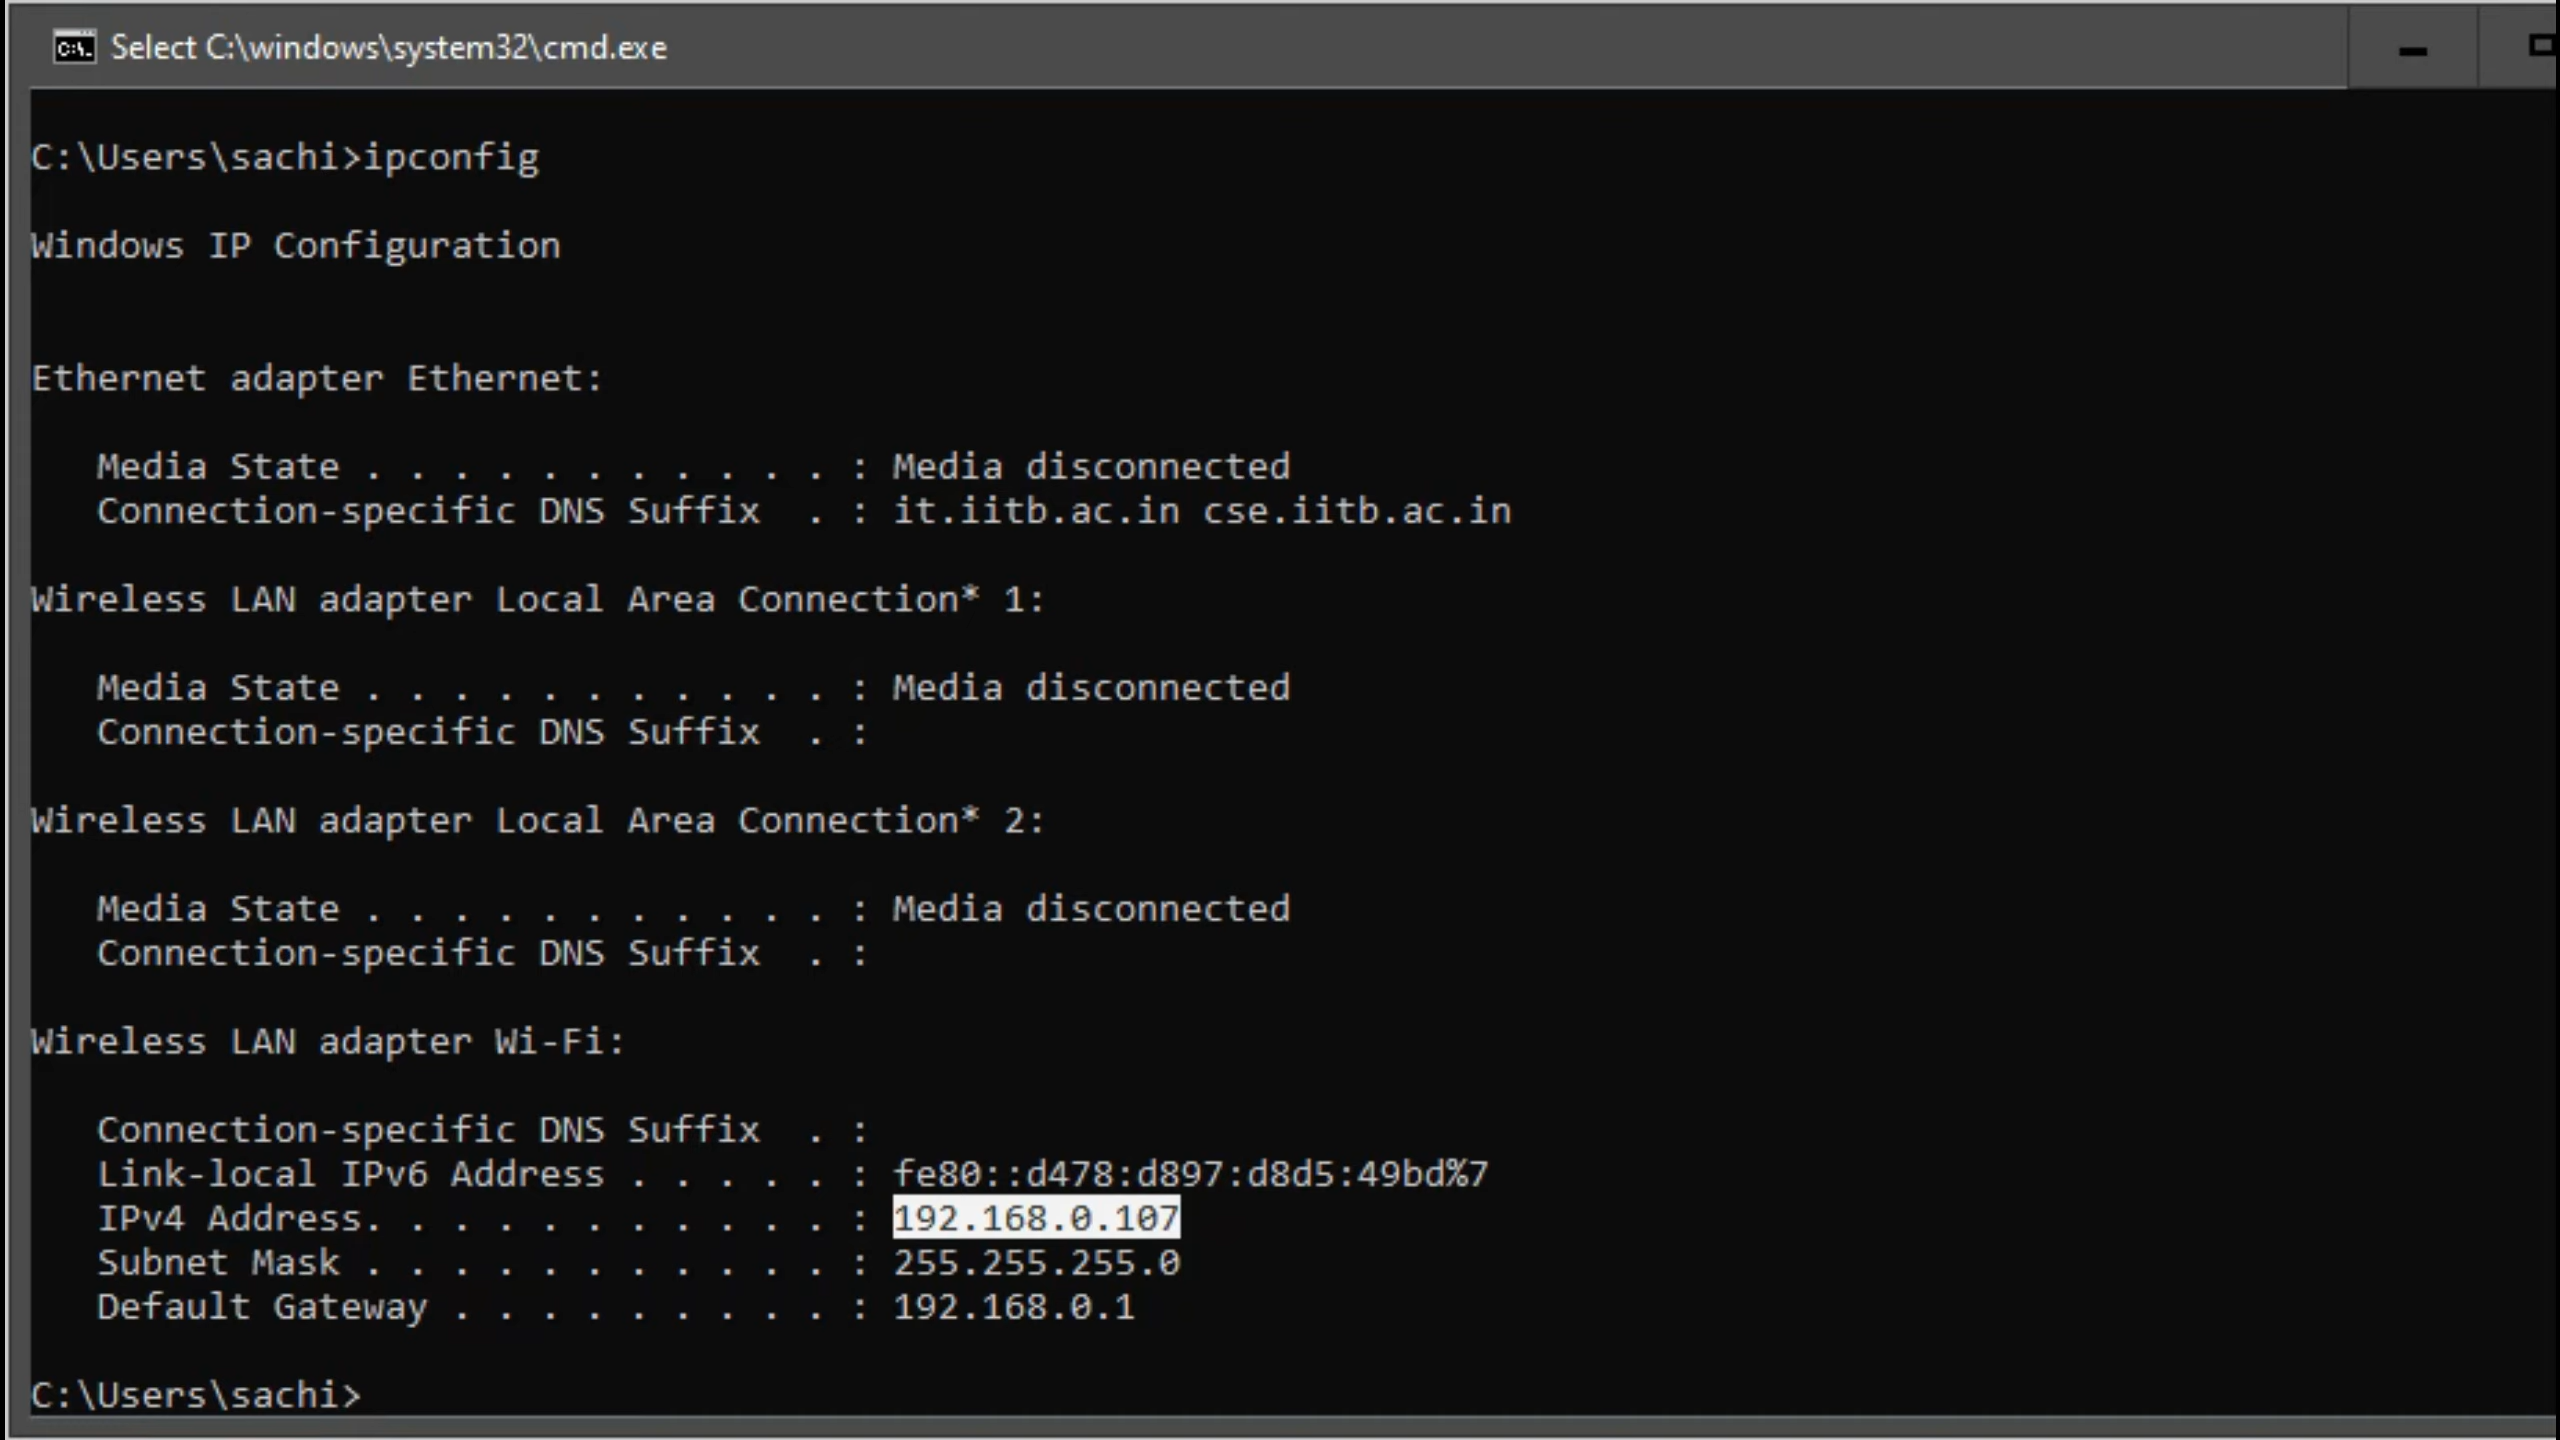 Select C:\windows\system32\cmd.exe
C:\Users\sachi>ipconfig
Windows IP Configuration
Ethernet adapter Ethernet:
Media State . . . . . . . . . . . : Media disconnected
Connection-specific DNS Suffix  . : it.iitb.ac.in cse.iitb.ac.in
Wireless LAN adapter Local Area Connection* 1:
Media State . . . . . . . . . . . : Media disconnected
Connection-specific DNS Suffix  . :
Wireless LAN adapter Local Area Connection* 2:
Media State . . . . . . . . . . . : Media disconnected
Connection-specific DNS Suffix  . :
Wireless LAN adapter Wi-Fi:
Connection-specific DNS Suffix  . :
Link-local IPv6 Address . . . . . : fe80::d478:d897:d8d5:49bd%7
IPv4 Address. . . . . . . . . . . : 192.168.0.107
Subnet Mask . . . . . . . . . . . : 255.255.255.0
Default Gateway . . . . . . . . . : 192.168.0.1
C:\Users\sachi>